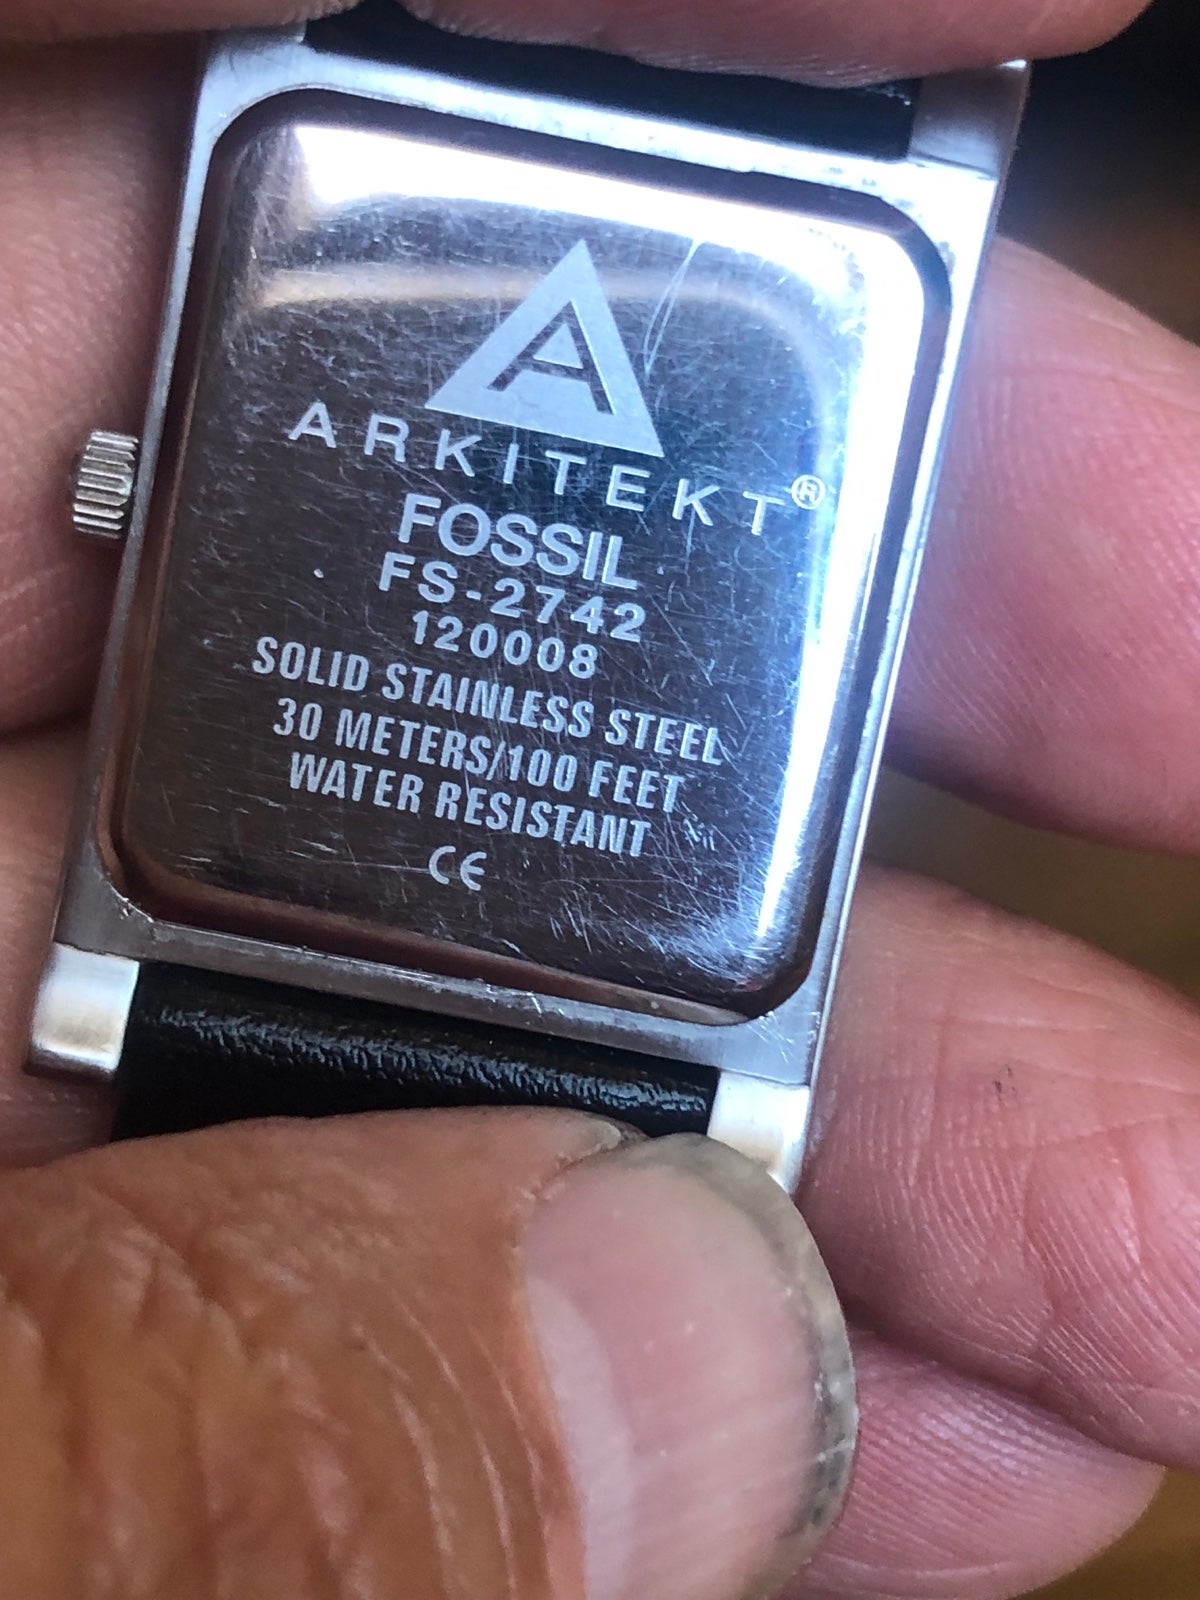 A
ARKITEKT®
FOSSIL
FS-2742
120008
SOLID STAINLESS STEEL
30 METERS/100 FEET
WATER RESISTANT
CE